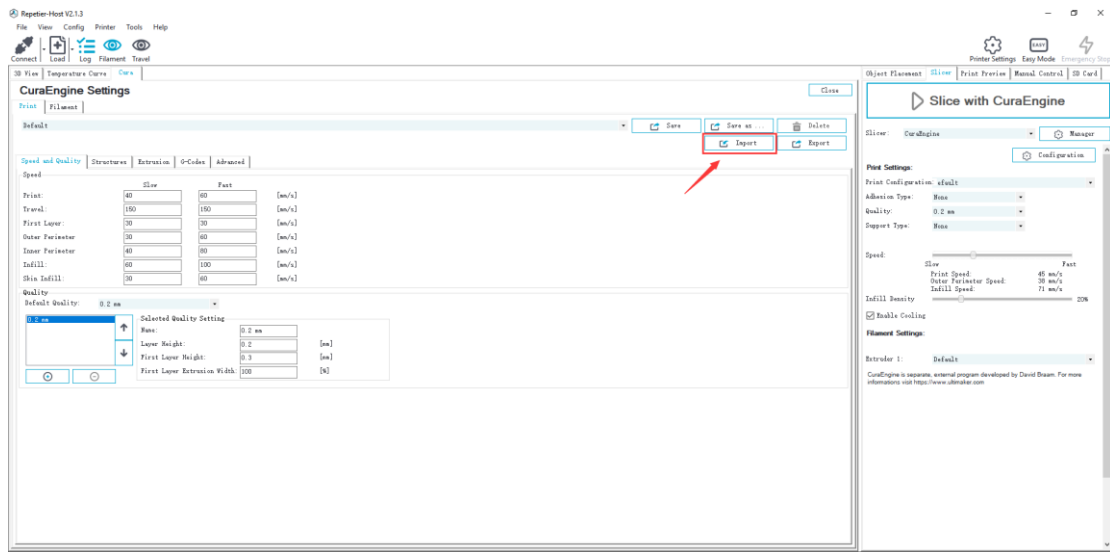 Repetier-Host V2.1.3
File View Config Printer Tools Help
Connect Load Log Filament Travel Printer Settings Easy Mode Emergency Stop
EASY
3D View Temperature Curve Cura Object Placement Slicer Print Preview Manual Control SD Card
CuraEngine Settings Close
Slice with CuraEngine
Print Filament
Default Save Save as ... Delete
Slicer: CuraEngine Manager
Import Export
Configuration
Speed and Quality Structures Extrusion G-Codes Advanced
Print Settings:
Speed
Slow Fast
Print Configuration: efault
Print: 40 60 [mm/s]
Adhesion Type: None
Travel: 150 150 [mm/s]
Quality: 0.2 mm
First Layer: 30 30 [mm/s]
Support Type: None
Outer Perimeter 30 60 [mm/s]
Inner Perimeter 40 80 [mm/s]
Speed:
Slow Fast
Infill: 60 100 [mm/s]
Print Speed: 45 mm/s
Skin Infill: 30 60 [mm/s]
Outer Perimeter Speed: 38 mm/s
Infill Speed: 71 mm/s
Quality
Infill Density 20%
Default Quality: 0.2 mm
Enable Cooling
0.2 mm
Selected Quality Setting
Name: 0.2 mm
Filament Settings:
Layer Height: 0.2 [mm]
First Layer Height: 0.3 [mm]
Extruder 1: Default
First Layer Extrusion Width: 100 [%]
CuraEngine is separate, external program developed by David Braam. For more
informations visit https://www.ultimaker.com